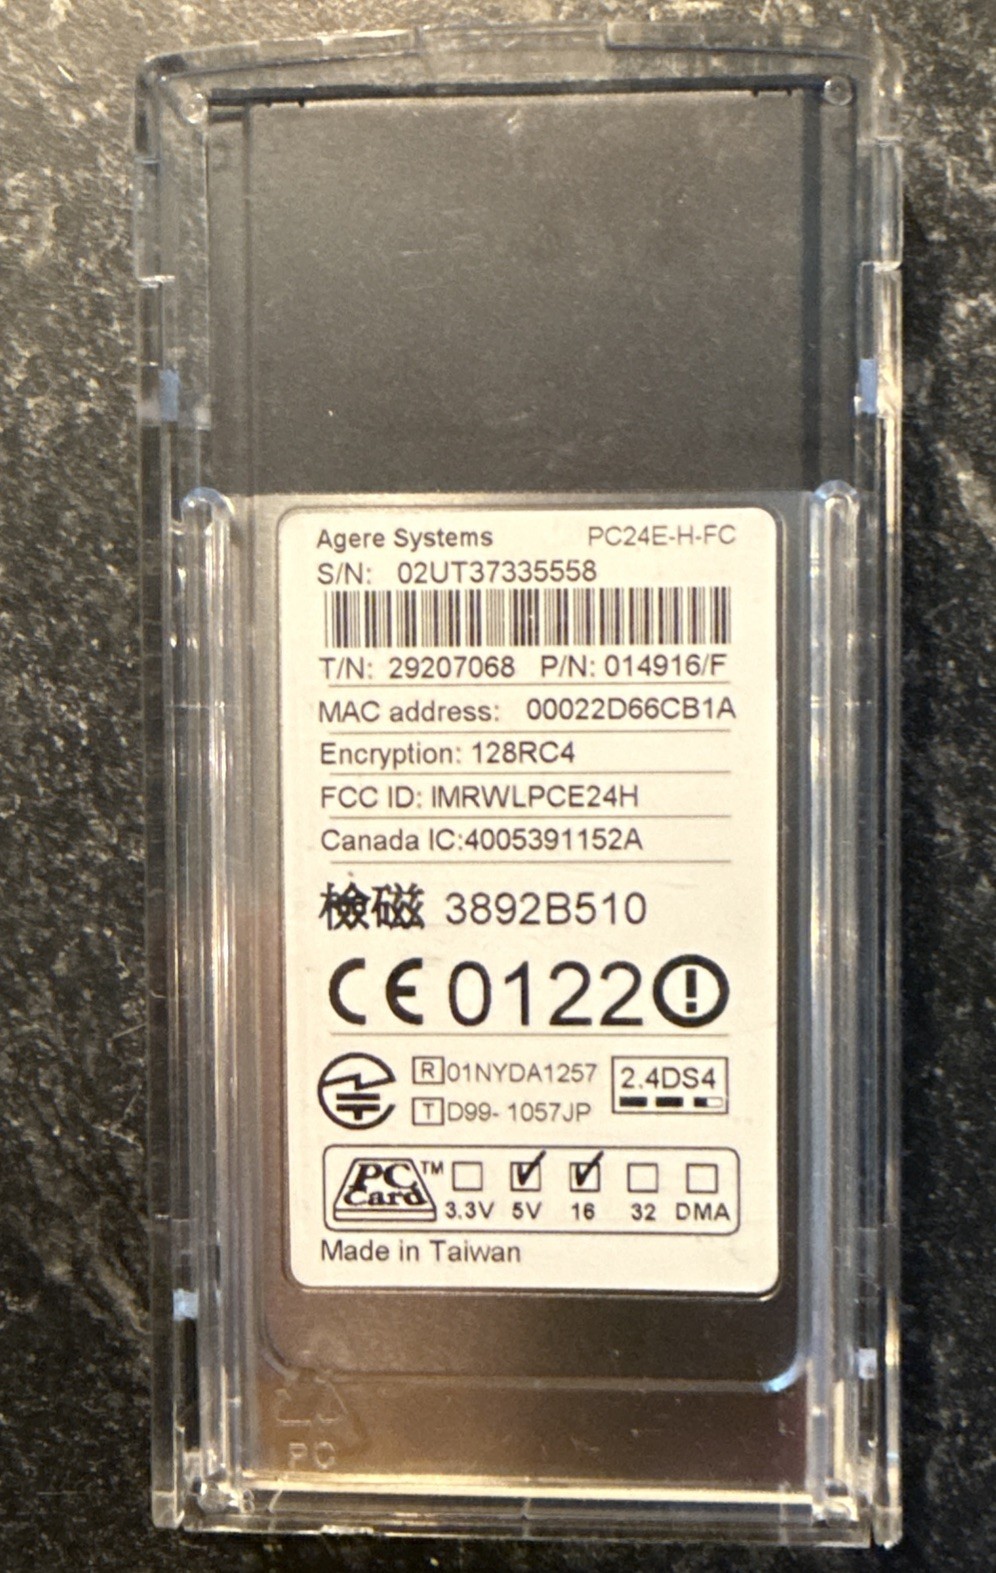 Agere Systems PC24E-H-FC
S/N: 02UT37335558
T/N: 29207068 P/N: 014916/F
MAC address: 00022D66CB1A
Encryption: 128RC4
FCC ID: IMRWLPCE24H
Canada IC:4005391152A
檢磁 3892B510
CE 0122
R 01NYDA1257 2.4DS4
T D99- 1057JP
PC Card™ 3.3V 5V 16 32 DMA
Made in Taiwan
PC